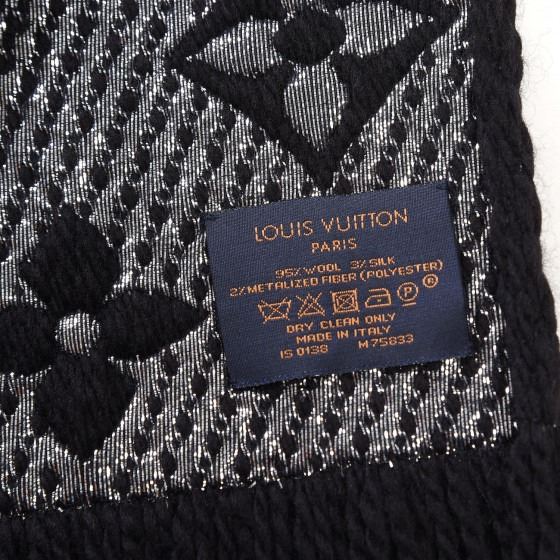 LOUIS VUITTON
PARIS
95% WOOL 3% SILK
2% METALIZED FIBER (POLYESTER)
P ®
DRY CLEAN ONLY
MADE IN ITALY
IS 0138 M75833